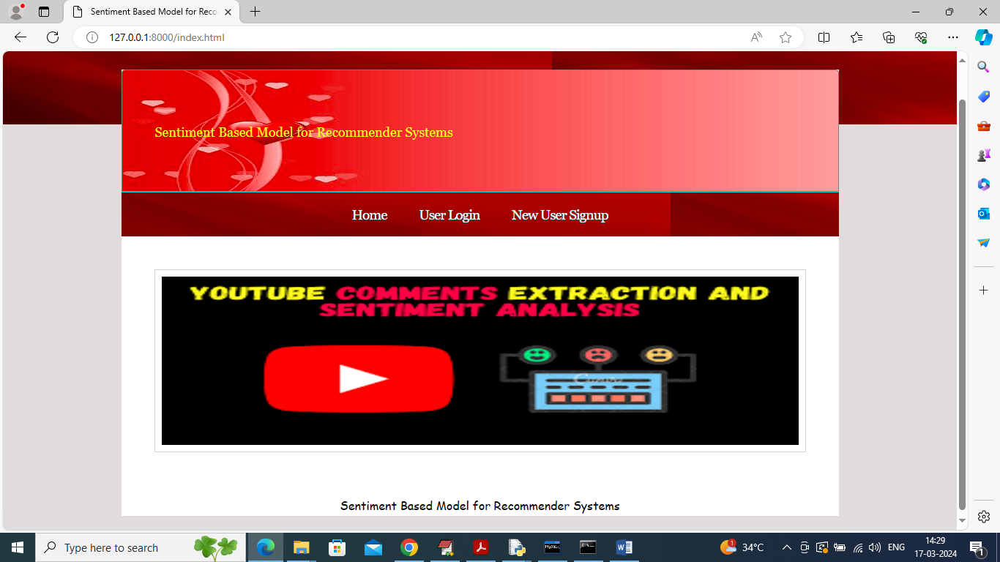 Sentiment Based Model for Reco
127.0.0.1:8000/index.html
Sentiment Based Model for Recommender Systems
Home User Login New User Signup
YOUTUBE COMMENTS EXTRACTION AND
SENTIMENT ANALYSIS
Sentiment Based Model for Recommender Systems
Type here to search
1
34°C
ENG
14:29
17-03-2024
1